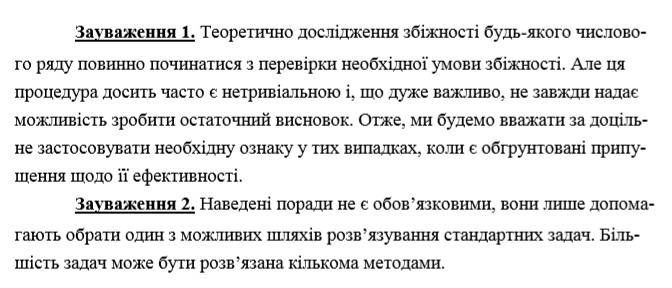 Зауваження 1. Теоретично дослідження збіжності будь-якого числово-
го ряду повинно починатися з перевірки необхідної умови збіжності. Але ця
процедура досить часто є нетривіальною і, що дуже важливо, не завжди надає
можливість зробити остаточний висновок. Отже, ми будемо вважати за доціль-
не застосовувати необхідну ознаку у тих випадках, коли є обгрунтовані припу-
щення щодо її ефективності.
Зауваження 2. Наведені поради не є обов’язковими, вони лише допома-
гають обрати один з можливих шляхів розв’язування стандартних задач. Біль-
шість задач може бути розв’язана кількома методами.